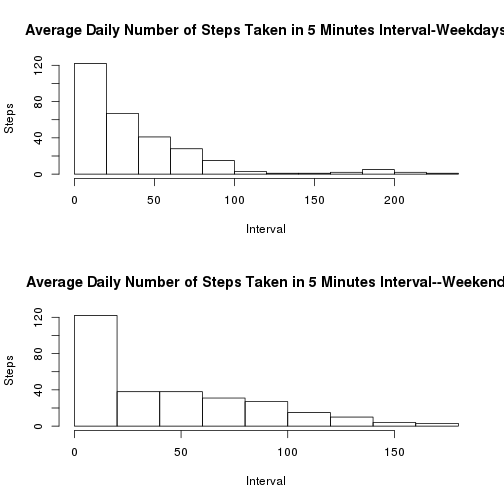 Average Daily Number of Steps Taken in 5 Minutes Interval-Weekdays
Steps
0 40 80 120
0 50 100 150 200
Interval
Average Daily Number of Steps Taken in 5 Minutes Interval--Weekend
Steps
0 40 80 120
0 50 100 150
Interval